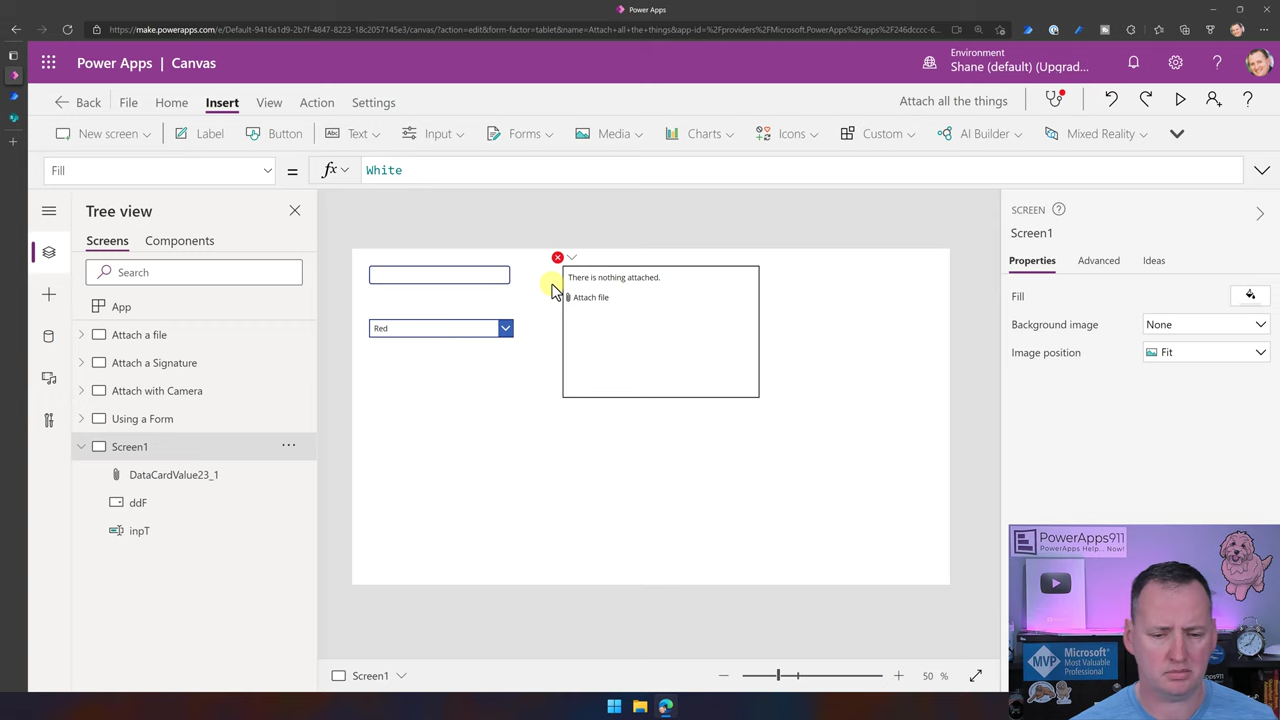 Power Apps
https://make.powerapps.com/e/Default-9416a1d9-2b7f-4847-8223-18c2057145e3/canvas/?action=edit&form-factor=tablet&name=Attach+all+the+things&app-id=%2Fproviders%2FMicrosoft.PowerApps%2Fapps%2F246dcccc-6...
Power Apps | Canvas
Environment
Shane (default) (Upgrad...
Back File Home Insert View Action Settings
Attach all the things
New screen Label Button Text Input Forms Media Charts Icons Custom AI Builder Mixed Reality
Fill = fx White
Tree view
Screens Components
Search
App
Attach a file
Attach a Signature
Attach with Camera
Using a Form
Screen1 ...
DataCardValue23_1
ddF
inpT
There is nothing attached.
Attach file
Red
Screen1
50 %
SCREEN
Screen1
Properties Advanced Ideas
Fill
Background image None
Image position Fit
PowerApps911
PowerApps Help... Now!
Microsoft®
MVP Most Valuable
Professional